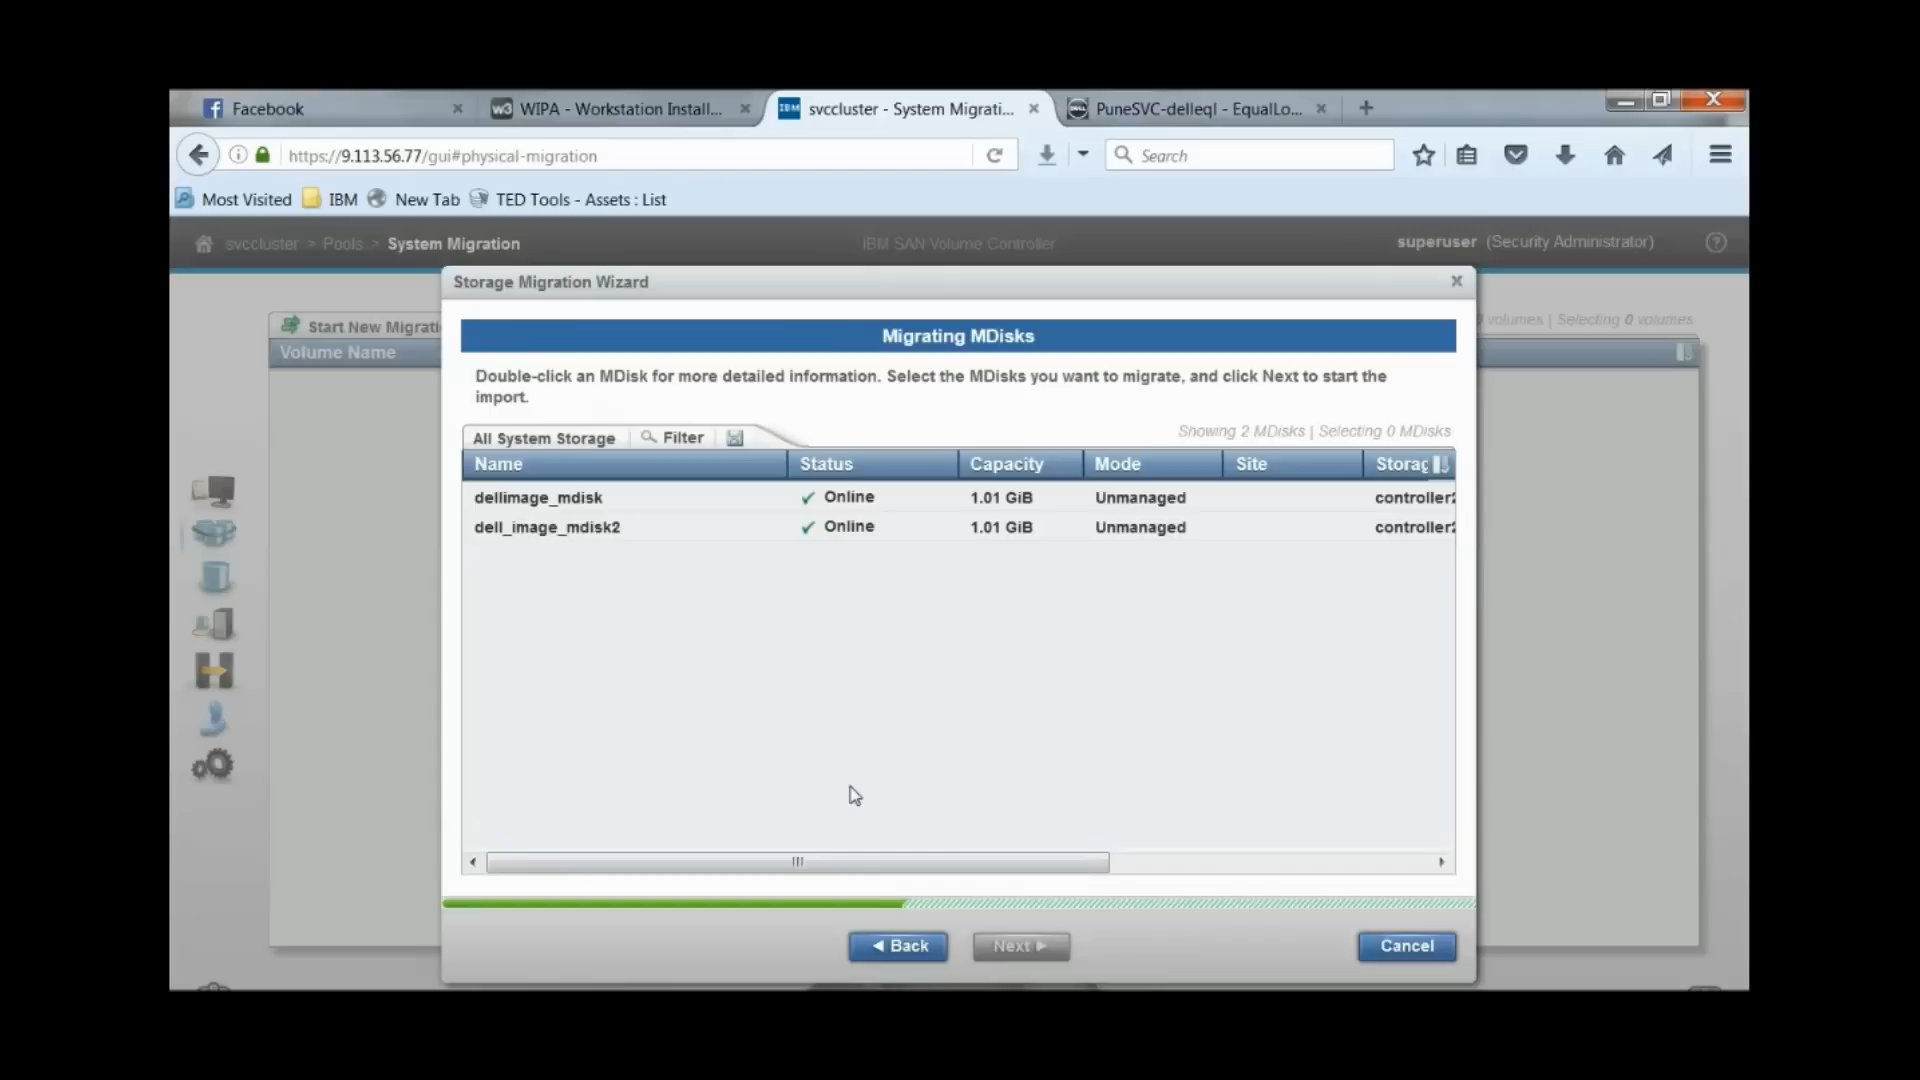 Facebook
w3 WIPA - Workstation Install...
IBM svccluster - System Migrati...
DELL PuneSVC-delleql - EqualLo...
https://9.113.56.77/gui#physical-migration
Search
Most Visited
IBM
New Tab
TED Tools - Assets : List
svccluster > Pools > System Migration
IBM SAN Volume Controller
superuser (Security Administrator)
?
Storage Migration Wizard
Start New Migrati
volumes | Selecting 0 volumes
Volume Name
Migrating MDisks
Double-click an MDisk for more detailed information. Select the MDisks you want to migrate, and click Next to start the
import.
All System Storage
Filter
Showing 2 MDisks | Selecting 0 MDisks
Name Status Capacity Mode Site Storag
dellimage_mdisk Online 1.01 GiB Unmanaged controller2
dell_image_mdisk2 Online 1.01 GiB Unmanaged controller2
Back
Next
Cancel